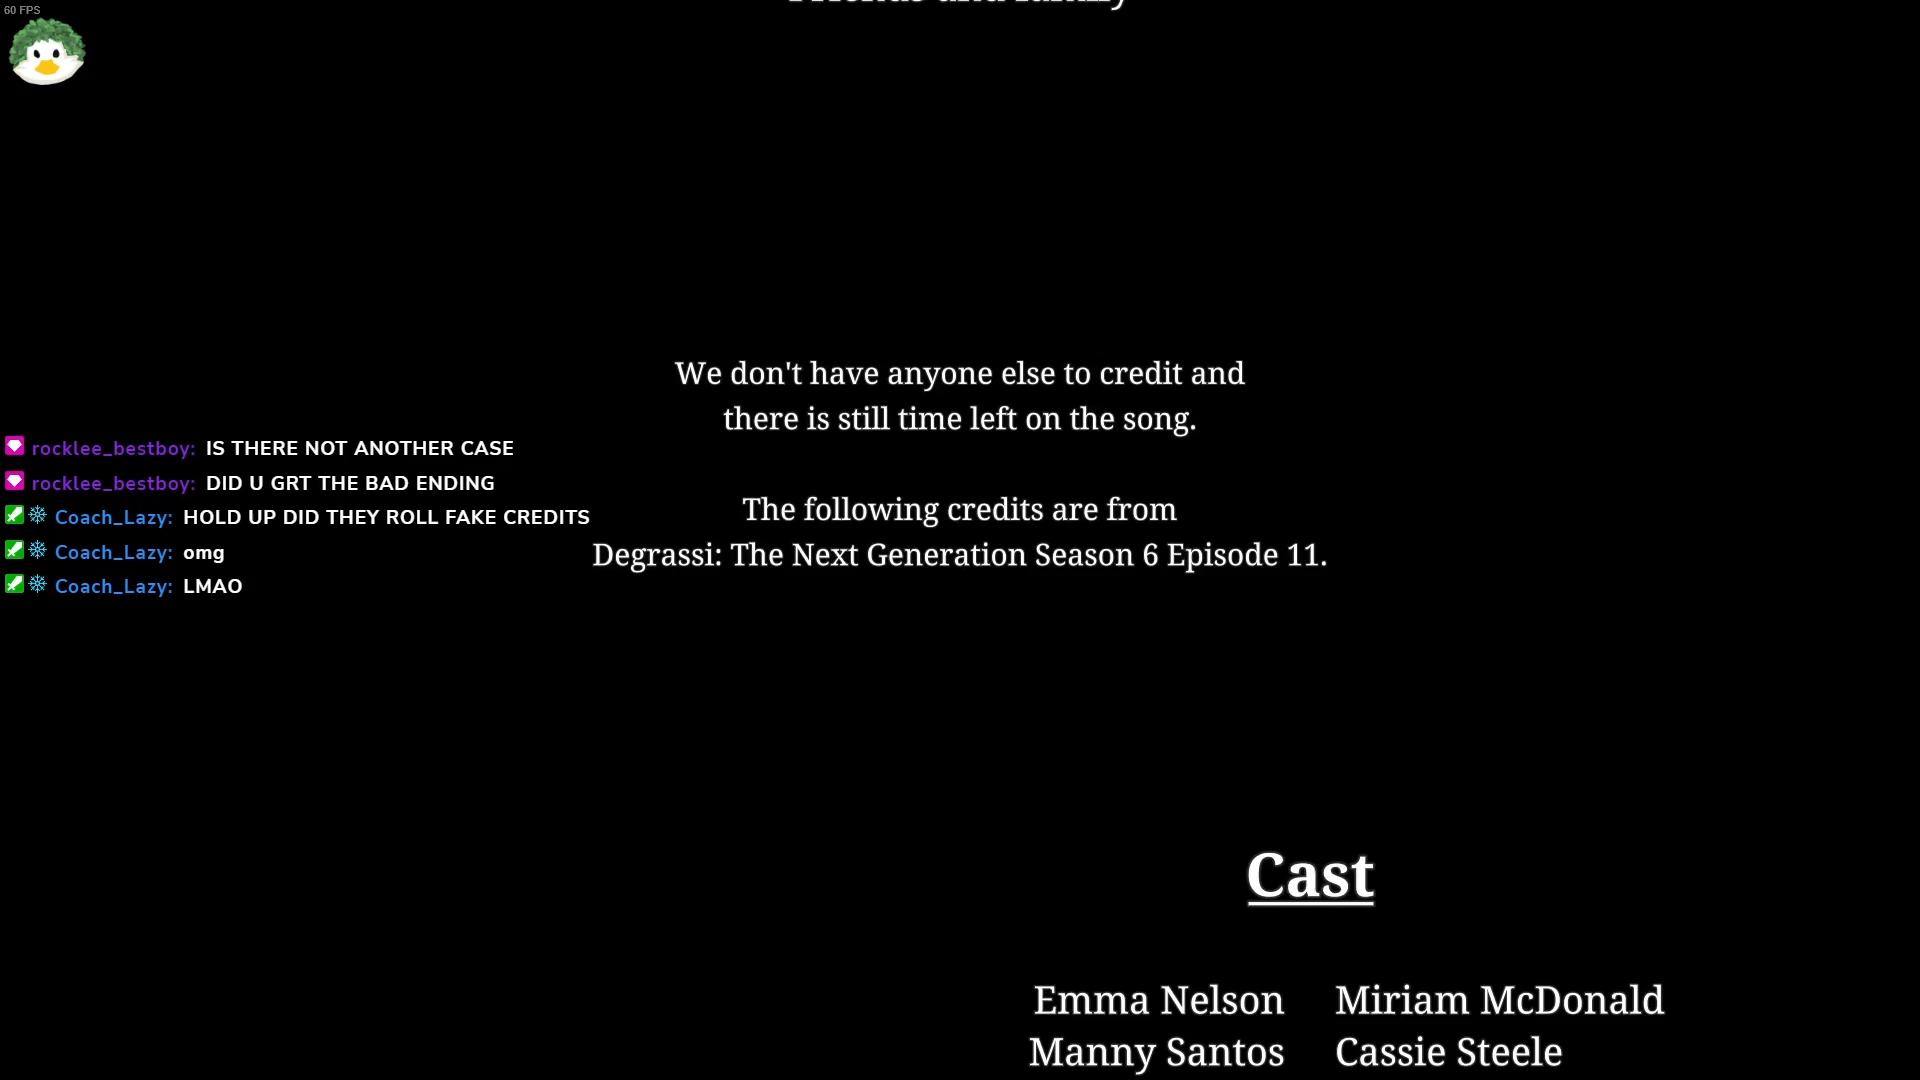 60 FPS
Friends and family
We don't have anyone else to credit and
there is still time left on the song.
rocklee_bestboy: IS THERE NOT ANOTHER CASE
rocklee_bestboy: DID U GRT THE BAD ENDING
The following credits are from
Coach_Lazy: HOLD UP DID THEY ROLL FAKE CREDITS
Degrassi: The Next Generation Season 6 Episode 11.
Coach_Lazy: omg
Coach_Lazy: LMAO
Cast
Emma Nelson Miriam McDonald
Manny Santos Cassie Steele